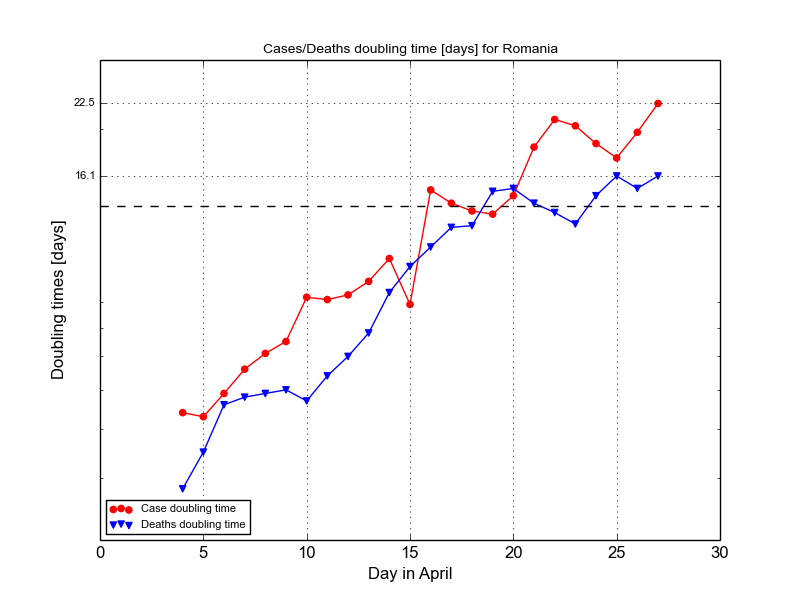 Cases/Deaths doubling time [days] for Romania
22.5
16.1
Doubling times [days]
Case doubling time
Deaths doubling time
0 5 10 15 20 25 30
Day in April